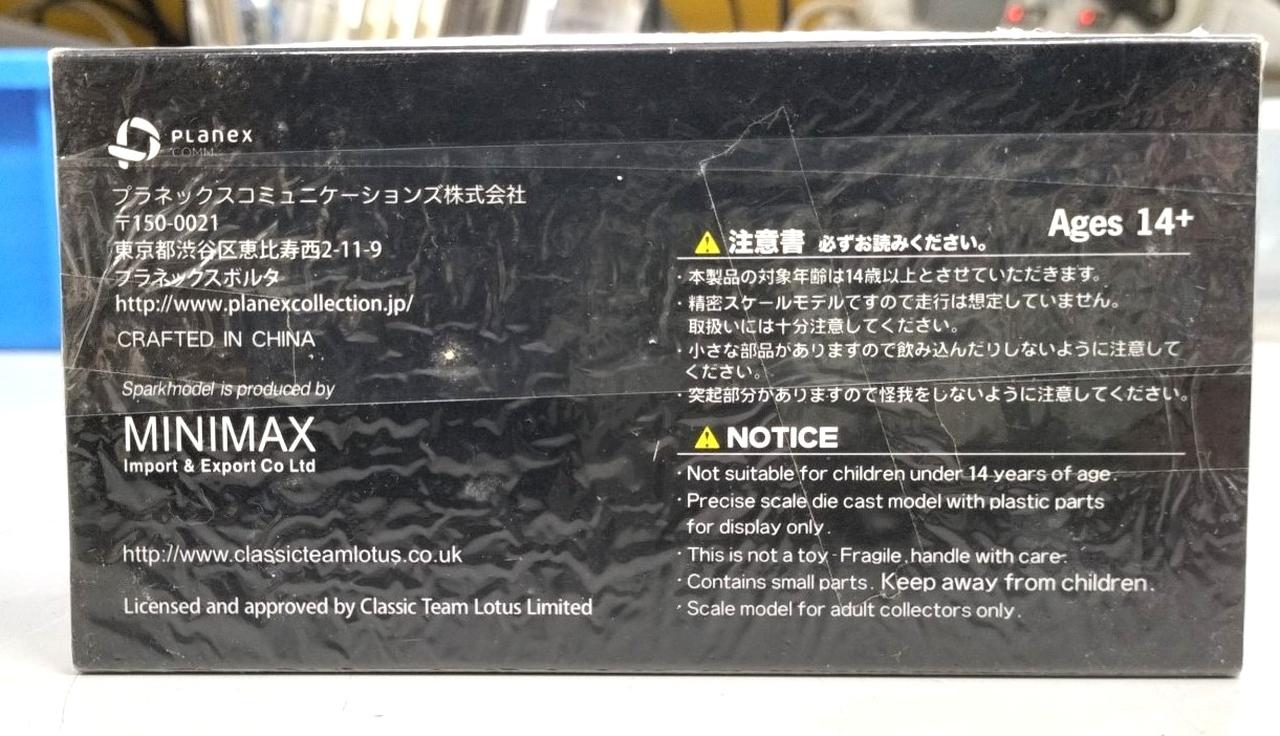 PLANEX
COMM.
プラネックスコミュニケーションズ株式会社
〒150-0021
東京都渋谷区恵比寿西2-11-9
プラネックスボルタ
http://www.planexcollection.jp/
CRAFTED IN CHINA
Sparkmodel is produced by
MINIMAX
Import & Export Co Ltd
http://www.classicteamlotus.co.uk
Licensed and approved by Classic Team Lotus Limited
Ages 14+
注意書 必ずお読みください。
・本製品の対象年齢は14歳以上とさせていただきます。
・精密スケールモデルですので走行は想定していません。
取扱いには十分注意してください。
・小さな部品がありますので飲み込んだりしないように注意して
ください。
・突起部分がありますので怪我をしないように注意してください。
NOTICE
・Not suitable for children under 14 years of age.
・Precise scale die cast model with plastic parts
for display only.
・This is not a toy - Fragile, handle with care.
・Contains small parts. Keep away from children.
・Scale model for adult collectors only.